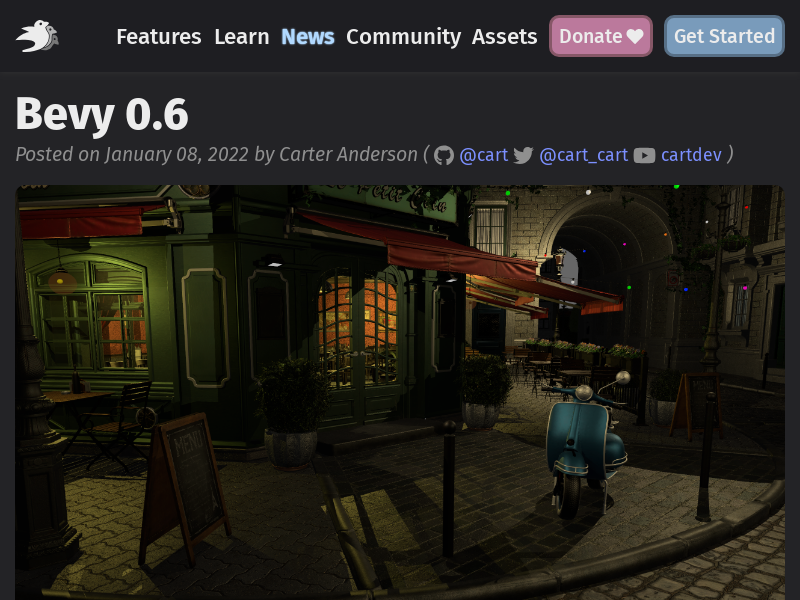 Features Learn News Community Assets Donate Get Started
Bevy 0.6
Posted on January 08, 2022 by Carter Anderson ( @cart @cart_cart cartdev )
MENU